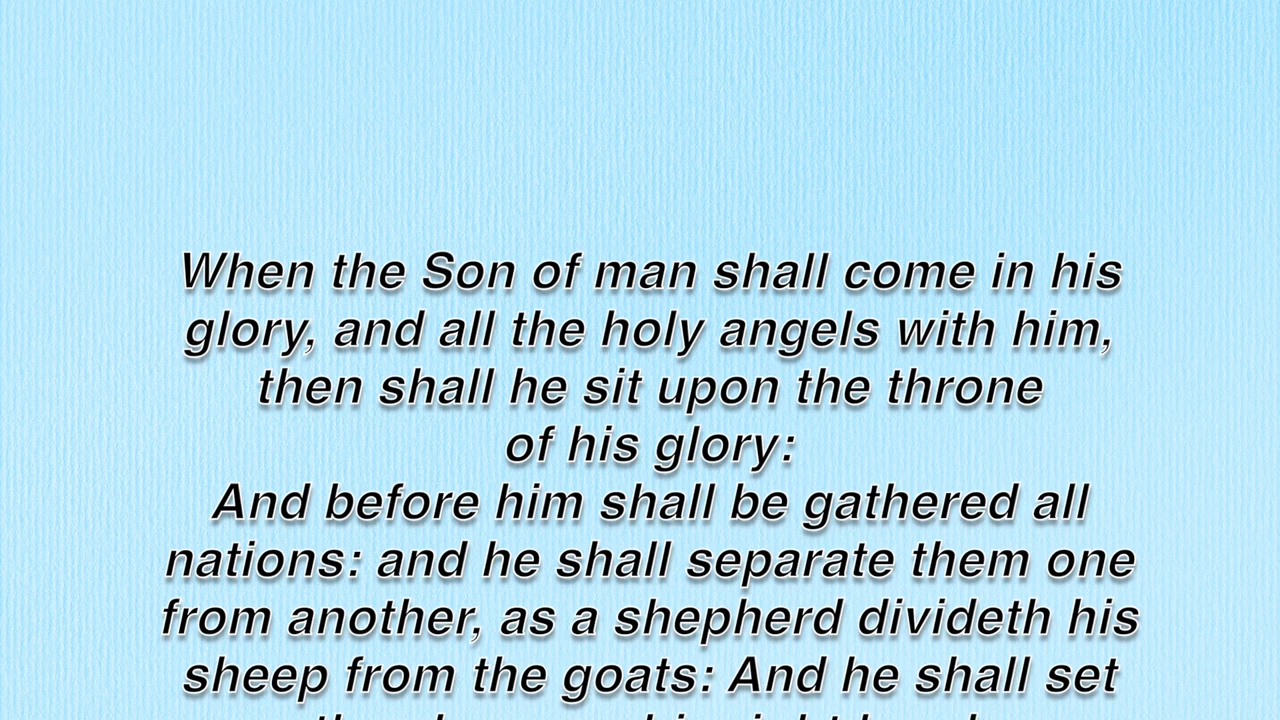 When the Son of man shall come in his
glory, and all the holy angels with him,
then shall he sit upon the throne
of his glory:
And before him shall be gathered all
nations: and he shall separate them one
from another, as a shepherd divideth his
sheep from the goats: And he shall set